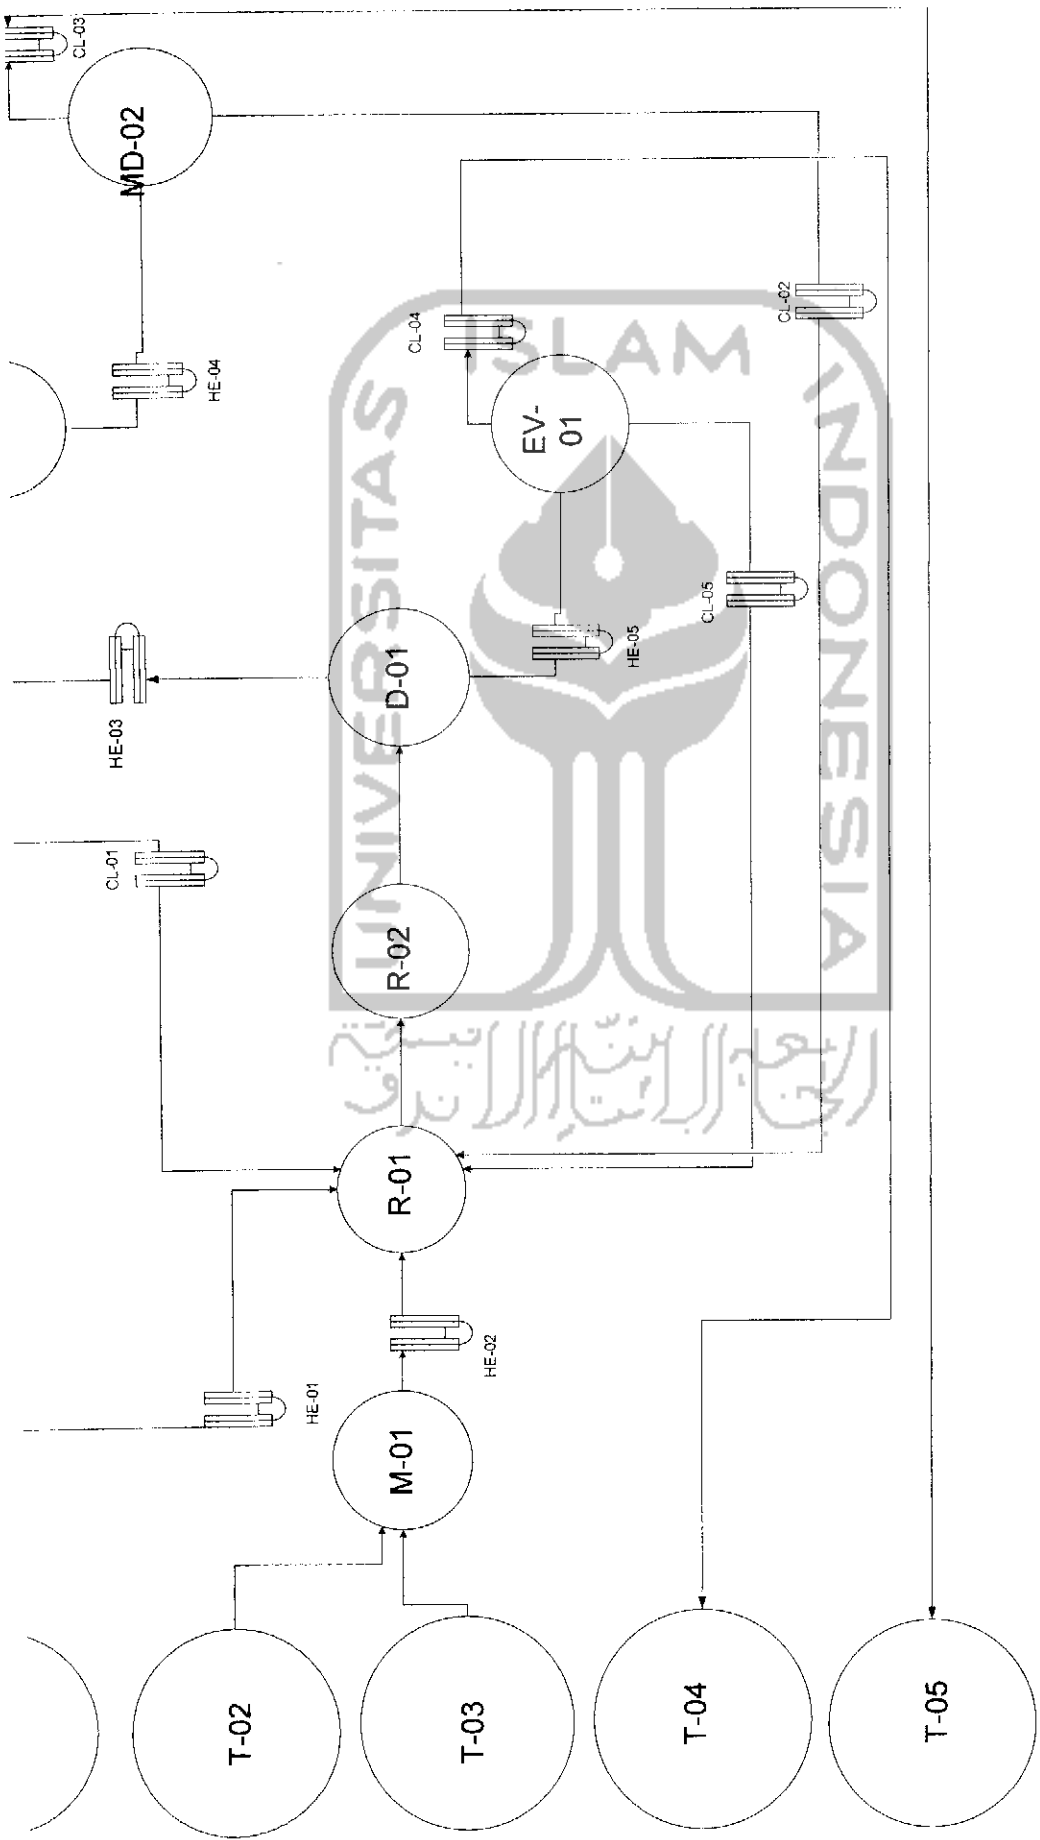 CL-03
MD-02
HE-04
CL-04
CL-02
EV-
01
CL-05
HE-05
D-01
HE-03
CL-01
R-02
R-01
HE-02
HE-01
M-01
T-02
T-03
T-04
T-05
UNIVERSITAS
ISLAM
INDONESIA